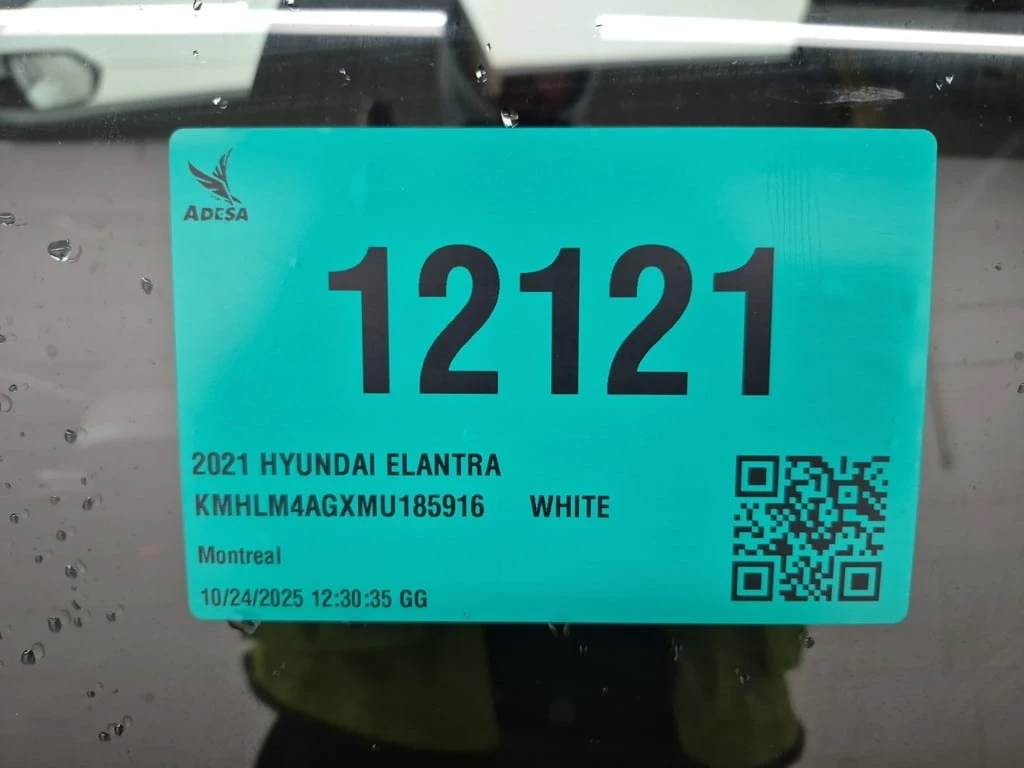 ADESA
12121
2021 HYUNDAI ELANTRA
KMHLM4AGXMU185916 WHITE
Montreal
10/24/2025 12:30:35 GG